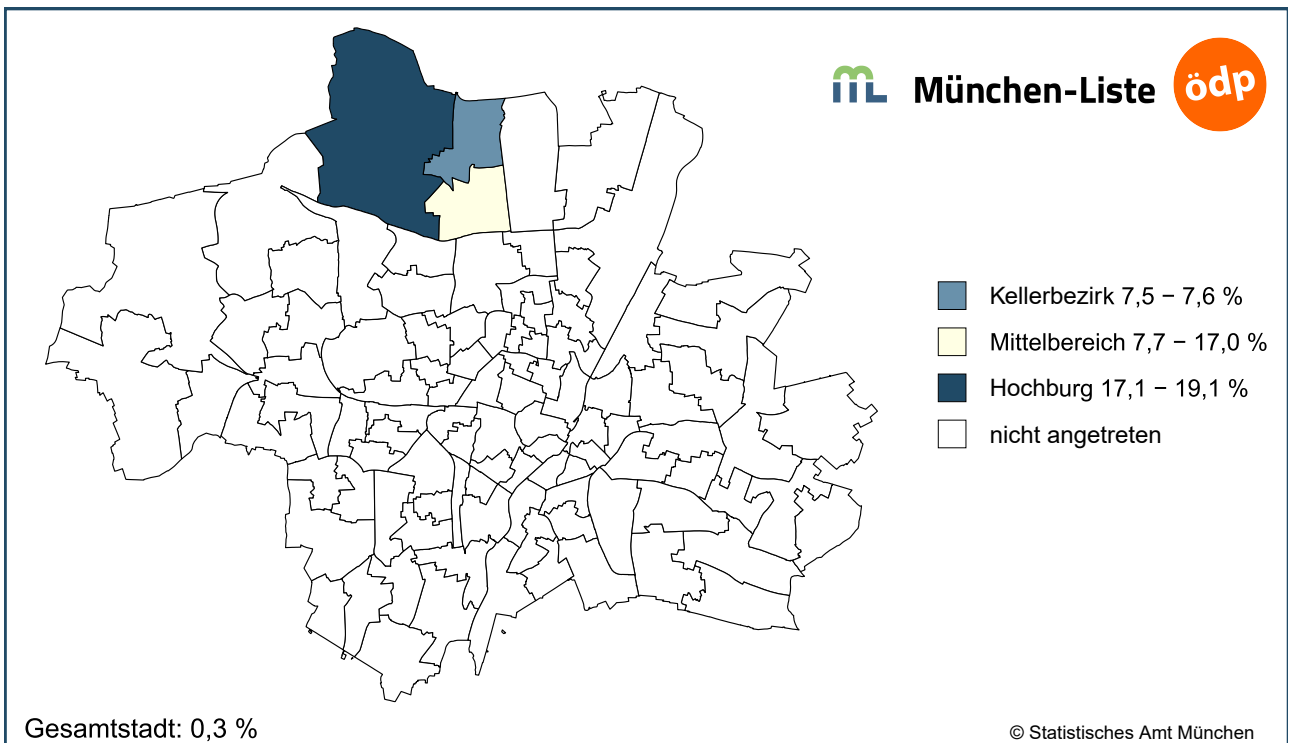 mL München-Liste ödp
Kellerbezirk 7,5 – 7,6 %
Mittelbereich 7,7 – 17,0 %
Hochburg 17,1 – 19,1 %
nicht angetreten
Gesamtstadt: 0,3 %
© Statistisches Amt München